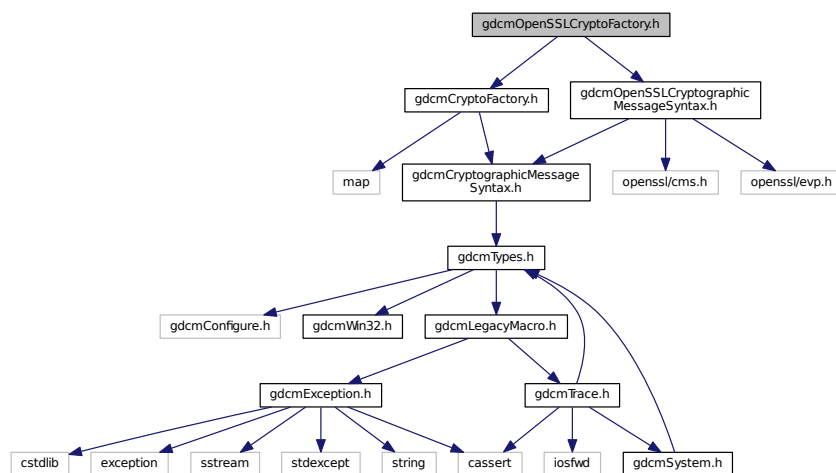 gdcmOpenSSLCryptoFactory.h
gdcmCryptoFactory.h
gdcmOpenSSLCryptographic
MessageSyntax.h
map
gdcmCryptographicMessage
Syntax.h
openssl/cms.h
openssl/evp.h
gdcmTypes.h
gdcmConfigure.h
gdcmWin32.h
gdcmLegacyMacro.h
gdcmException.h
gdcmTrace.h
cstdlib
exception
sstream
stdexcept
string
cassert
iosfwd
gdcmSystem.h